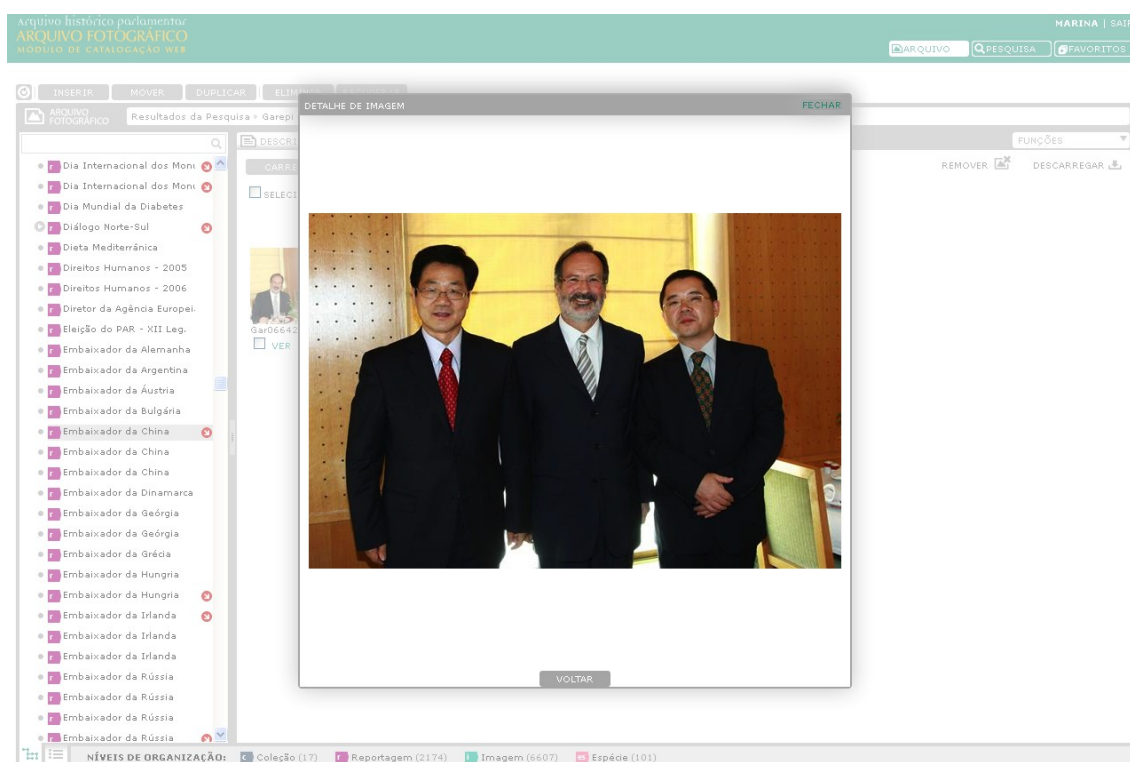 Arquivo histórico parlamentar
ARQUIVO FOTOGRÁFICO
MÓDULO DE CATALOGAÇÃO WEB
MARINA | SAIR
ARQUIVO
PESQUISA
FAVORITOS
INSERIR
MOVER
DUPLICAR
ARQUIVO
FOTOGRÁFICO
Resultados da Pesquisa > Garepi
DETALHE DE IMAGEM
FECHAR
DESCRI
FUNÇÕES
CARRE
REMOVER
DESCARREGAR
SELECI
Gar06642
VER
Dia Internacional dos Monu
Dia Internacional dos Monu
Dia Mundial da Diabetes
Diálogo Norte-Sul
Dieta Mediterrânica
Direitos Humanos - 2005
Direitos Humanos - 2006
Diretor da Agência Europei.
Eleição do PAR - XII Leg.
Embaixador da Alemanha
Embaixador da Argentina
Embaixador da Áustria
Embaixador da Bulgária
Embaixador da China
Embaixador da China
Embaixador da China
Embaixador da Dinamarca
Embaixador da Geórgia
Embaixador da Geórgia
Embaixador da Grécia
Embaixador da Hungria
Embaixador da Hungria
Embaixador da Irlanda
Embaixador da Irlanda
Embaixador da Irlanda
Embaixador da Rússia
Embaixador da Rússia
Embaixador da Rússia
Embaixador da Rússia
VOLTAR
NÍVEIS DE ORGANIZAÇÃO:
c Coleção (17)
r Reportagem (2174)
i Imagem (6607)
es Espécie (101)